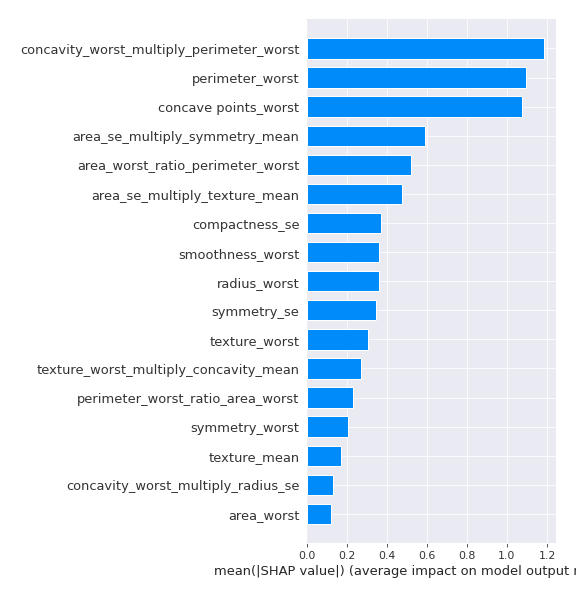 concavity_worst_multiply_perimeter_worst
perimeter_worst
concave points_worst
area_se_multiply_symmetry_mean
area_worst_ratio_perimeter_worst
area_se_multiply_texture_mean
compactness_se
smoothness_worst
radius_worst
symmetry_se
texture_worst
texture_worst_multiply_concavity_mean
perimeter_worst_ratio_area_worst
symmetry_worst
texture_mean
concavity_worst_multiply_radius_se
area_worst
0.0 0.2 0.4 0.6 0.8 1.0 1.2
mean(|SHAP value|) (average impact on model output